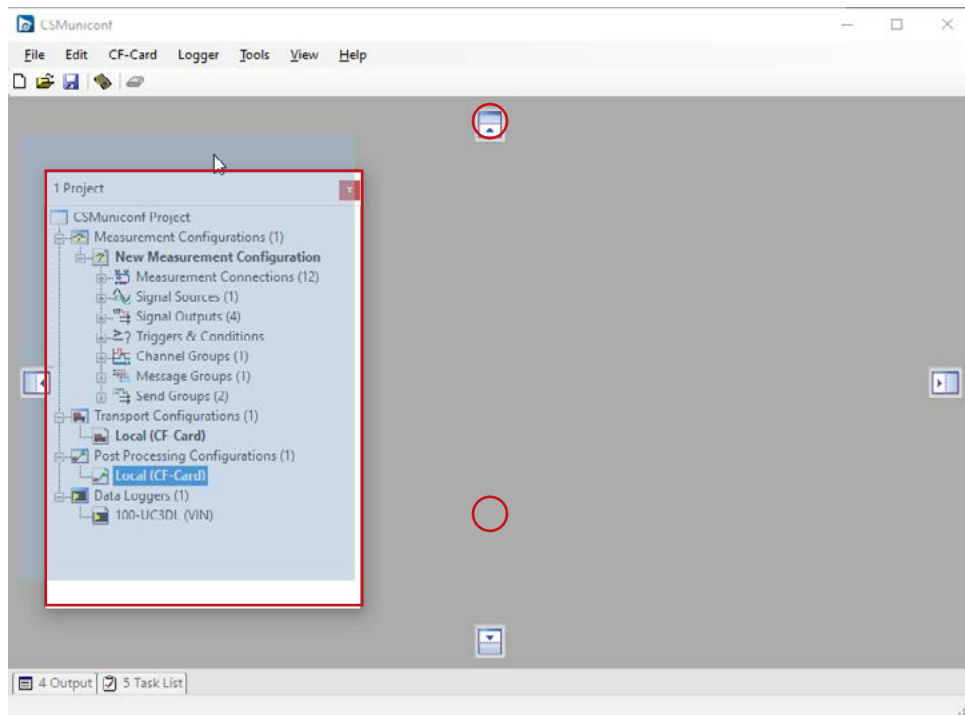 CSMuniconf
File Edit CF-Card Logger Tools View Help
1 Project
CSMuniconf Project
Measurement Configurations (1)
New Measurement Configuration
Measurement Connections (12)
Signal Sources (1)
Signal Outputs (4)
Triggers & Conditions
Channel Groups (1)
Message Groups (1)
Send Groups (2)
Transport Configurations (1)
Local (CF-Card)
Post Processing Configurations (1)
Local (CF-Card)
Data Loggers (1)
100-UC3DL (VIN)
4 Output 5 Task List